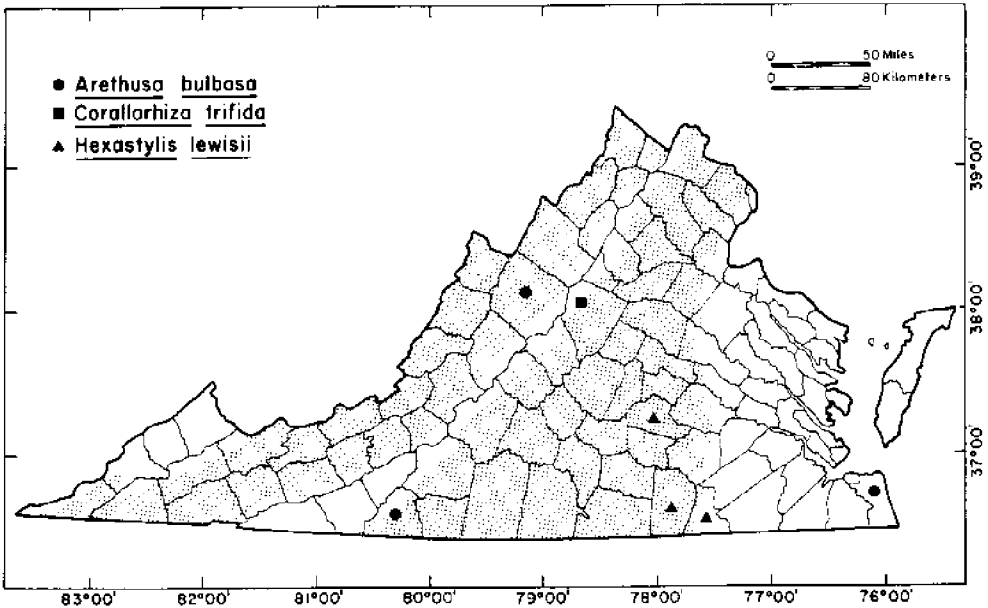 Arethusa bulbosa
Corallorhiza trifida
Hexastylis lewisii
0 50 Miles
0 80 Kilometers
39°00'
38°00'
37°00'
83°00' 82°00' 81°00' 80°00' 79°00' 78°00' 77°00' 76°00'